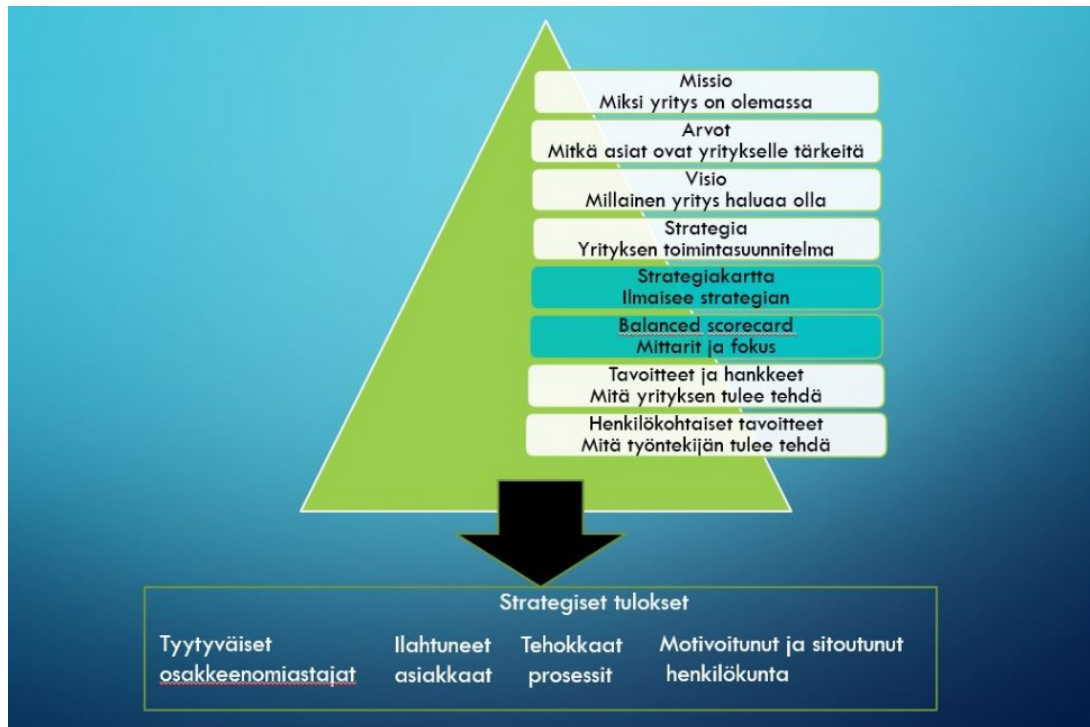 Missio
Miksi yritys on olemassa
Arvot
Mitkä asiat ovat yritykselle tärkeitä
Visio
Millainen yritys haluaa olla
Strategia
Yrityksen toimintasuunnitelma
Strategiakartta
Ilmaisee strategian
Balanced scorecard
Mittarit ja fokus
Tavoitteet ja hankkeet
Mitä yrityksen tulee tehdä
Henkilökohtaiset tavoitteet
Mitä työntekijän tulee tehdä
Strategiset tulokset
Tyytyväiset
osakkeenomiastajat
Ilahtuneet
asiakkaat
Tehokkaat
prosessit
Motivoitunut ja sitoutunut
henkilökunta